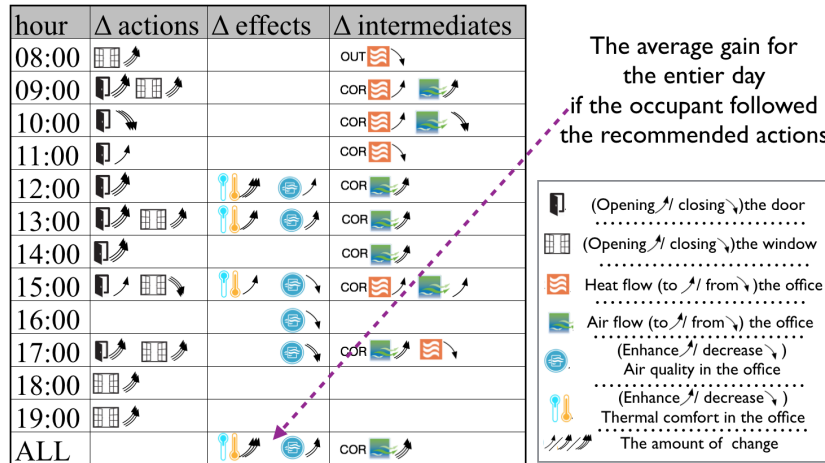 hour Δ actions Δ effects Δ intermediates
08:00 OUT
09:00 COR
10:00 COR
11:00 COR
12:00 COR
13:00 COR
14:00 COR
15:00 COR
16:00
17:00 COR
18:00
19:00
ALL COR
The average gain for
the entier day
if the occupant followed
the recommended actions
(Opening / closing )the door
(Opening / closing )the window
Heat flow (to / from )the office
Air flow (to / from ) the office
(Enhance / decrease )
Air quality in the office
(Enhance / decrease )
Thermal comfort in the office
/ / The amount of change